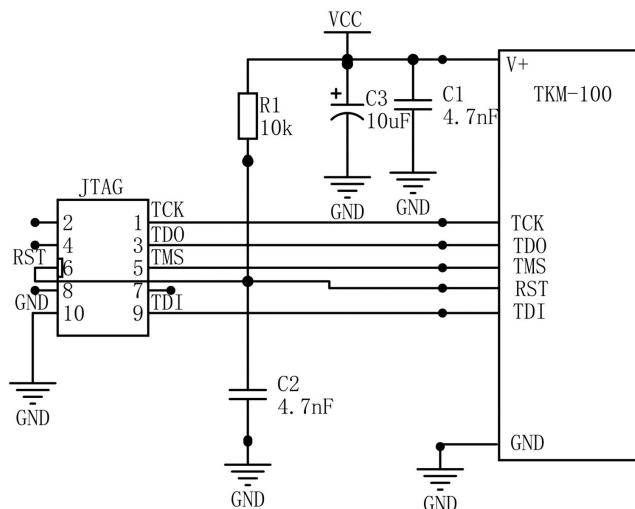 VCC
V+
TKM-100
R1
10k
C3
10uF
C1
4.7nF
GND
GND
JTAG
2 1 TCK
4 3 TDO
RST 6 5 TMS
8 7
GND 10 9 TDI
TCK
TDO
TMS
RST
TDI
C2
4.7nF
GND
GND
GND
GND